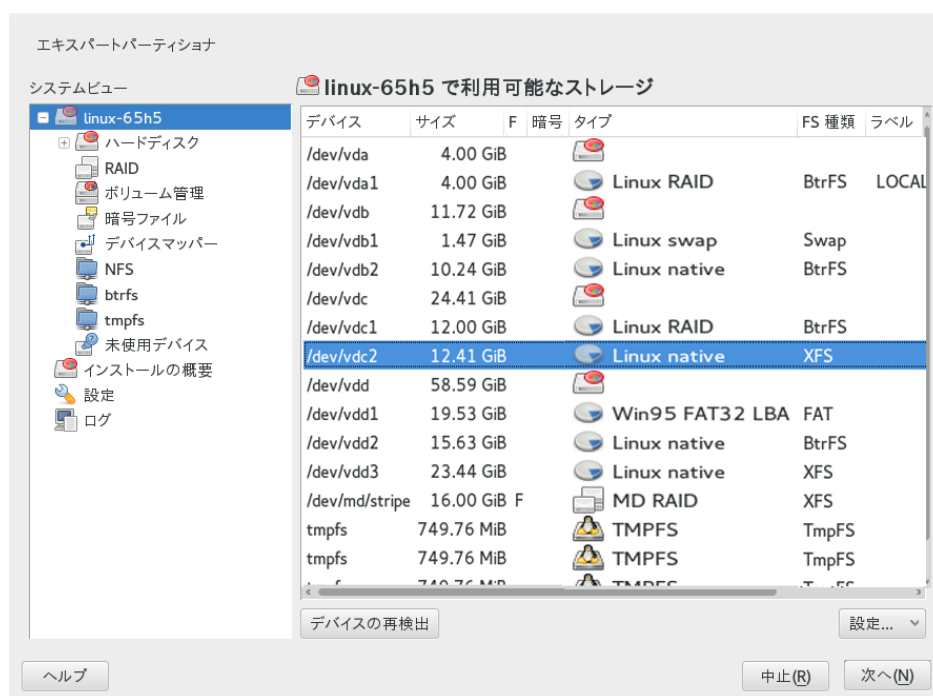 エキスパートパーティショナ
システムビュー
linux-65h5
ハードディスク
RAID
ボリューム管理
暗号ファイル
デバイスマッパー
NFS
btrfs
tmpfs
未使用デバイス
インストールの概要
設定
ログ
linux-65h5 で利用可能なストレージ
デバイス サイズ F 暗号 タイプ FS 種類 ラベル
/dev/vda 4.00 GiB
/dev/vda1 4.00 GiB Linux RAID BtrFS LOCAL
/dev/vdb 11.72 GiB
/dev/vdb1 1.47 GiB Linux swap Swap
/dev/vdb2 10.24 GiB Linux native BtrFS
/dev/vdc 24.41 GiB
/dev/vdc1 12.00 GiB Linux RAID BtrFS
/dev/vdc2 12.41 GiB Linux native XFS
/dev/vdd 58.59 GiB
/dev/vdd1 19.53 GiB Win95 FAT32 LBA FAT
/dev/vdd2 15.63 GiB Linux native BtrFS
/dev/vdd3 23.44 GiB Linux native XFS
/dev/md/stripe 16.00 GiB F MD RAID XFS
tmpfs 749.76 MiB TMPFS TmpFS
tmpfs 749.76 MiB TMPFS TmpFS
デバイスの再検出
設定...
ヘルプ
中止(R)
次へ(N)